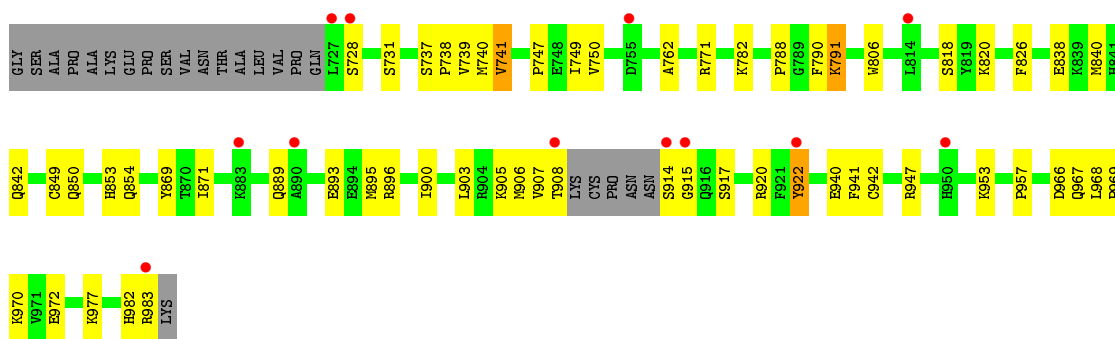 GLY SER ALA PRO ALA LYS GLU PRO SER VAL ASN THR ALA LEU VAL PRO GLN L727 S728 S731 S737 P738 V739 M740 V741 P747 E748 I749 V750 D755 A762 R771 K782 P788 G789 F790 K791 W806 L814 S818 Y819 K820 F826 E838 K839 M840 H841
Q842 C849 Q850 H853 Q854 Y869 T870 I871 K883 Q889 A890 E893 E894 M895 R896 I900 L903 R904 K905 M906 V907 T908 LYS CYS PRO ASN ASN S914 G915 Q916 S917 R920 F921 Y922 E940 F941 C942 R947 H950 K953 P957 D966 Q967 L968
K970 V971 E972 K977 H982 R983 LYS